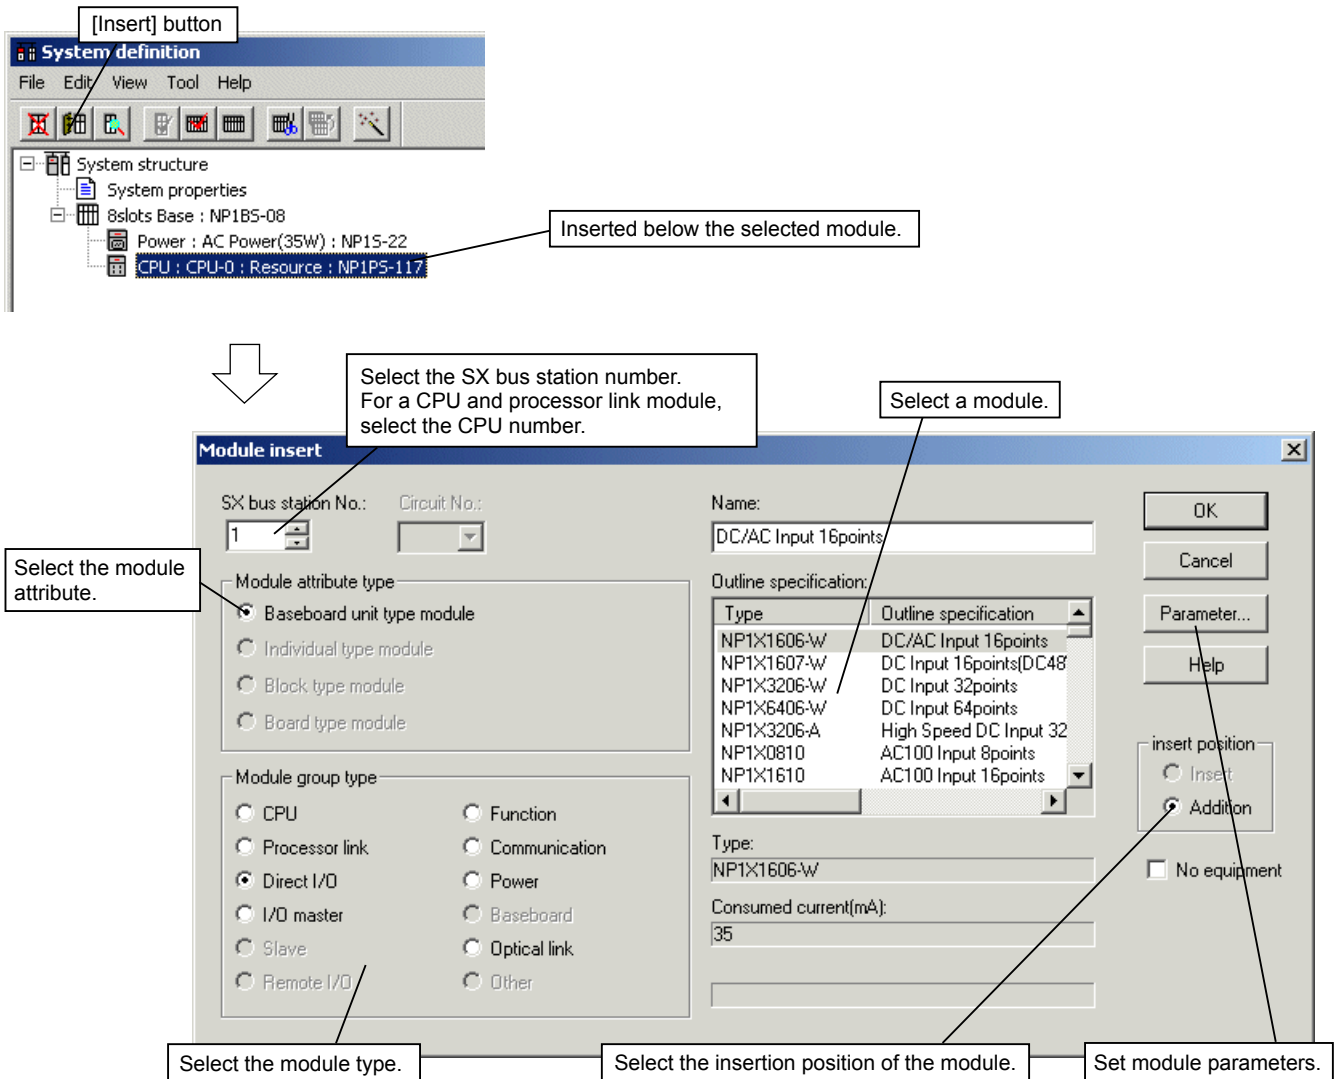 [Insert] button
System definition
File Edit View Tool Help
System structure
System properties
8slots Base : NP1BS-08
Power : AC Power(35W) : NP1S-22
CPU : CPU-0 : Resource : NP1PS-117
Inserted below the selected module.
Select the SX bus station number.
For a CPU and processor link module,
select the CPU number.
Select a module.
Module insert
SX bus station No.: Circuit No.:
1
Select the module
attribute.
Module attribute type
Baseboard unit type module
Individual type module
Block type module
Board type module
Module group type
CPU Function
Processor link Communication
Direct I/O Power
I/O master Baseboard
Slave Optical link
Remote I/O Other
Name:
DC/AC Input 16points
Outline specification:
Type Outline specification
NP1X1606-W DC/AC Input 16points
NP1X1607-W DC Input 16points(DC48
NP1X3206-W DC Input 32points
NP1X6406-W DC Input 64points
NP1X3206-A High Speed DC Input 32
NP1X0810 AC100 Input 8points
NP1X1610 AC100 Input 16points
Type:
NP1X1606-W
Consumed current(mA):
35
OK
Cancel
Parameter...
Help
insert position
Insert
Addition
No equipment
Select the module type.
Select the insertion position of the module.
Set module parameters.